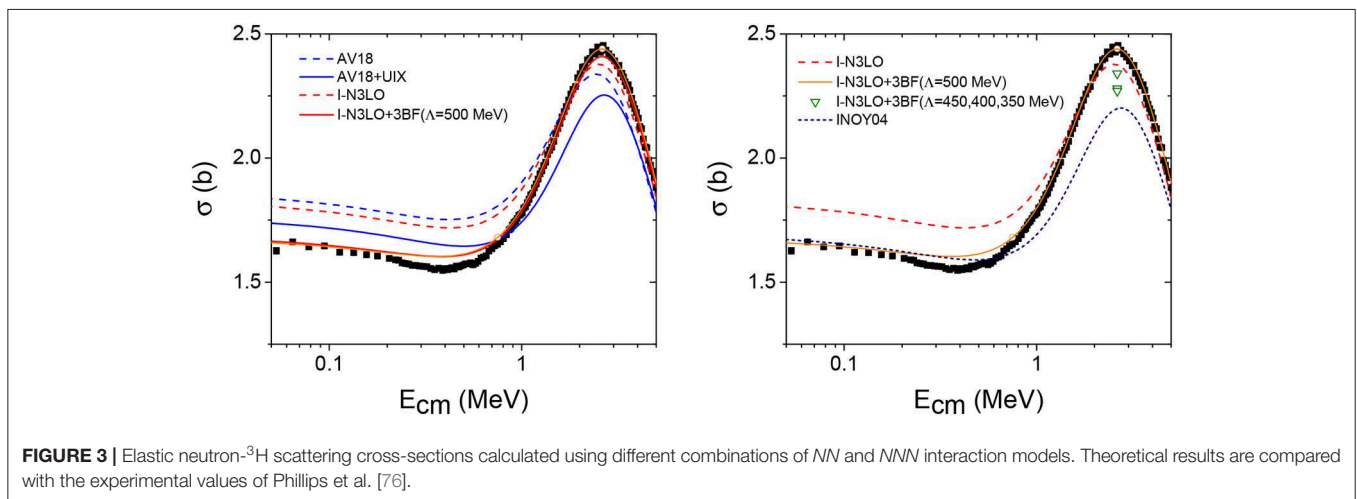 2.5
2.0
1.5
σ (b)
AV18
AV18+UIX
I-N3LO
I-N3LO+3BF(Λ=500 MeV)
0.1
1
Ecm (MeV)
2.5
2.0
1.5
σ (b)
I-N3LO
I-N3LO+3BF(Λ=500 MeV)
I-N3LO+3BF(Λ=450,400,350 MeV)
INOY04
0.1
1
Ecm (MeV)
FIGURE 3 | Elastic neutron-³H scattering cross-sections calculated using different combinations of NN and NNN interaction models. Theoretical results are compared
with the experimental values of Phillips et al. [76].